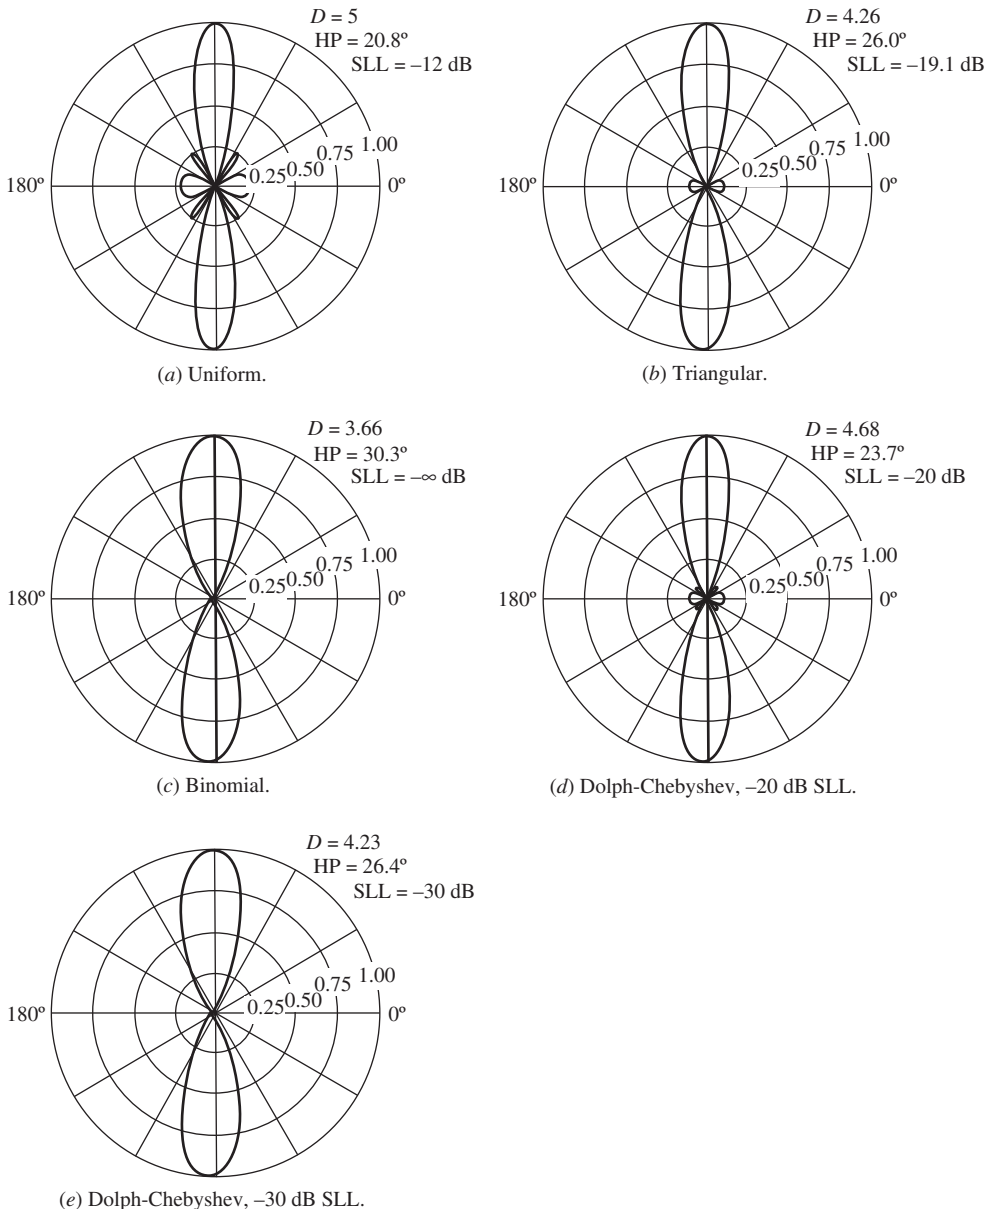 D = 5
HP = 20.8º
SLL = –12 dB
180º
0.25
0.50
0.75
1.00
0º
(a) Uniform.
D = 4.26
HP = 26.0º
SLL = –19.1 dB
180º
0.25
0.50
0.75
1.00
0º
(b) Triangular.
D = 3.66
HP = 30.3º
SLL = –∞ dB
180º
0.25
0.50
0.75
1.00
0º
(c) Binomial.
D = 4.68
HP = 23.7º
SLL = –20 dB
180º
0.25
0.50
0.75
1.00
0º
(d) Dolph-Chebyshev, –20 dB SLL.
D = 4.23
HP = 26.4º
SLL = –30 dB
180º
0.25
0.50
0.75
1.00
0º
(e) Dolph-Chebyshev, –30 dB SLL.